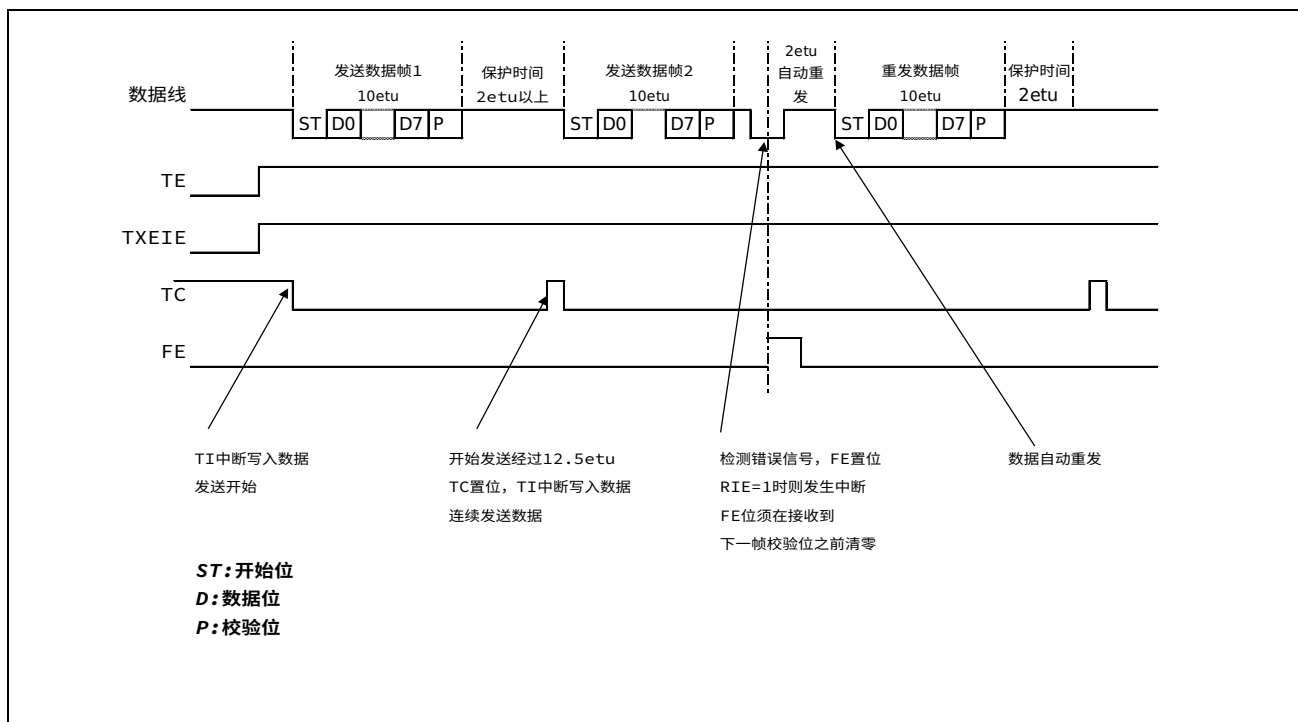 发送数据帧1
10etu
保护时间
2etu以上
发送数据帧2
10etu
2etu
自动重
发
重发数据帧
10etu
保护时间
2etu
数据线
ST D0 D7 P
ST D0 D7 P
ST D0 D7 P
TE
TXEIE
TC
FE
TI中断写入数据
发送开始
开始发送经过12.5etu
TC置位,TI中断写入数据
连续发送数据
检测错误信号,FE置位
RIE=1时则发生中断
FE位须在接收到
下一帧校验位之前清零
数据自动重发
ST:开始位
D:数据位
P:校验位